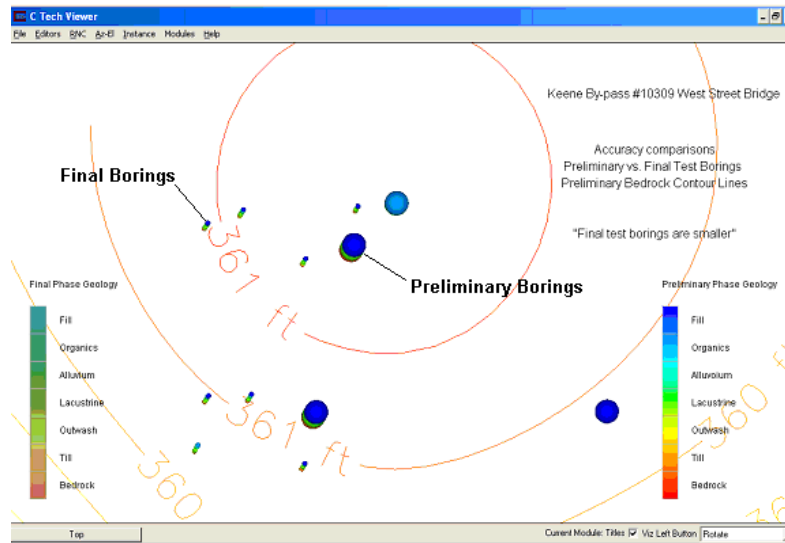 C Tech Viewer
File Editors RNC Az-El Instance Modules Help
Keene By-pass #10309 West Street Bridge
Accuracy comparisons
Preliminary vs. Final Test Borings
Preliminary Bedrock Contour Lines
"Final test borings are smaller"
Final Borings
Preliminary Borings
361 ft
361 ft
360
360 ft
Final Phase Geology
Fill
Organics
Alluvium
Lacustrine
Outwash
Till
Bedrock
Preliminary Phase Geology
Fill
Organics
Alluvoium
Lacustrine
Outwash
Till
Bedrock
Top
Current Module: Titles Viz Left Button Rotate